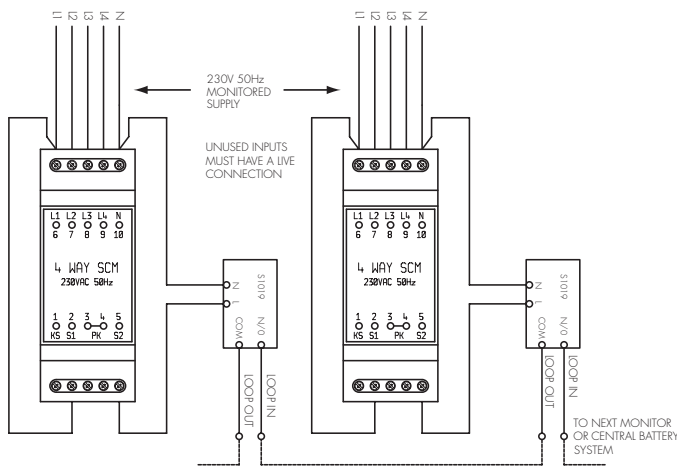 L1 L2 L3 L4 N
L1 L2 L3 L4 N
230V 50Hz
MONITORED
SUPPLY
UNUSED INPUTS
MUST HAVE A LIVE
CONNECTION
L1 L2 L3 L4 N
6 7 8 9 10
4 WAY SCM
230VAC 50Hz
1 2 3 4 5
KS S1 PK S2
N
L
S1019
COM
N/O
LOOP OUT
LOOP IN
L1 L2 L3 L4 N
6 7 8 9 10
4 WAY SCM
230VAC 50Hz
1 2 3 4 5
KS S1 PK S2
N
L
S1019
COM
N/O
LOOP OUT
LOOP IN
TO NEXT MONITOR
OR CENTRAL BATTERY
SYSTEM